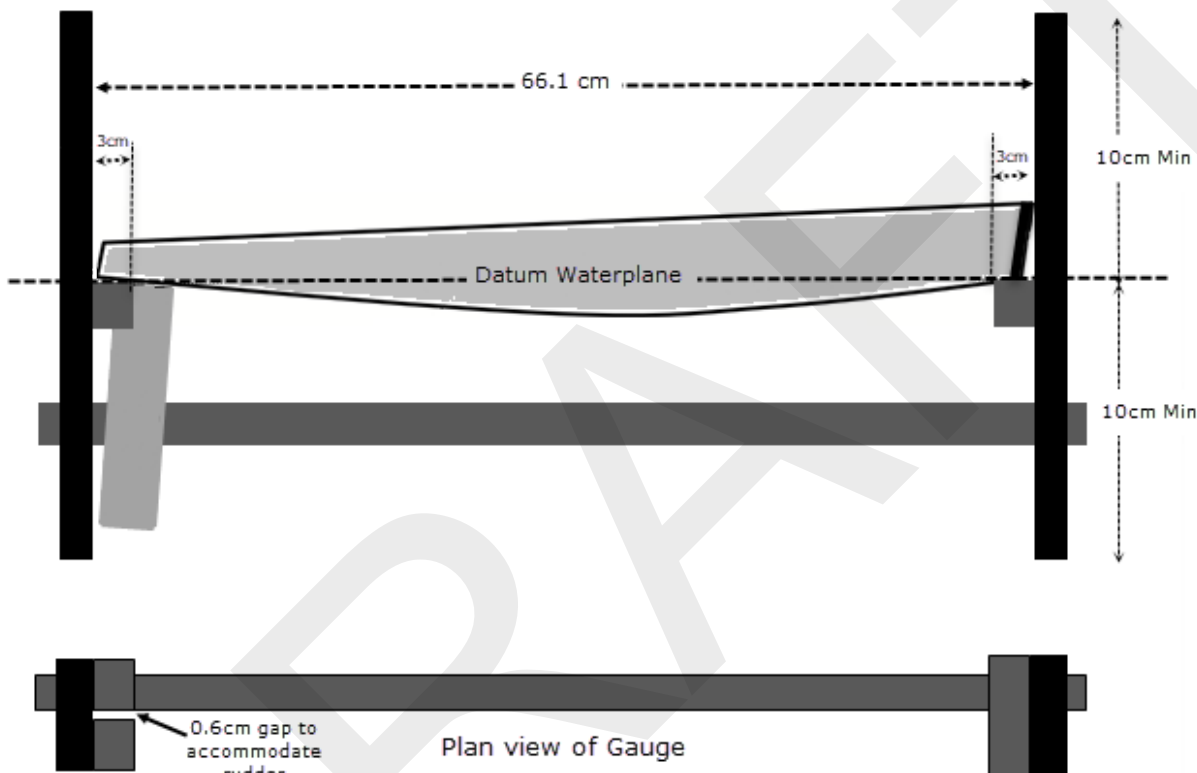 66.1 cm
3cm
3cm
10cm Min
Datum Waterplane
10cm Min
0.6cm gap to
accommodate
rudder
Plan view of Gauge